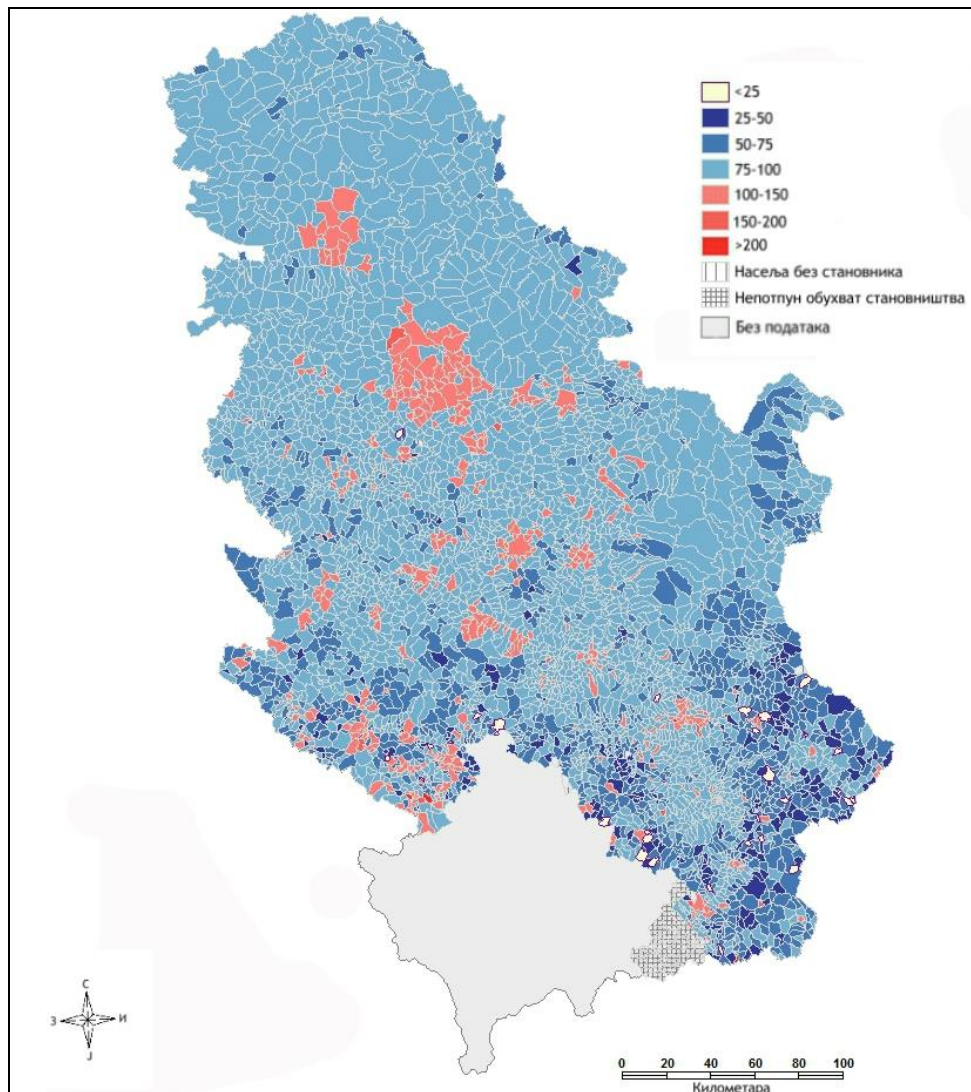 <25
25-50
50-75
75-100
100-150
150-200
>200
Насеља без становника
Непотпун обухват становништва
Без података
С
З И
Ј
0 20 40 60 80 100
Километара